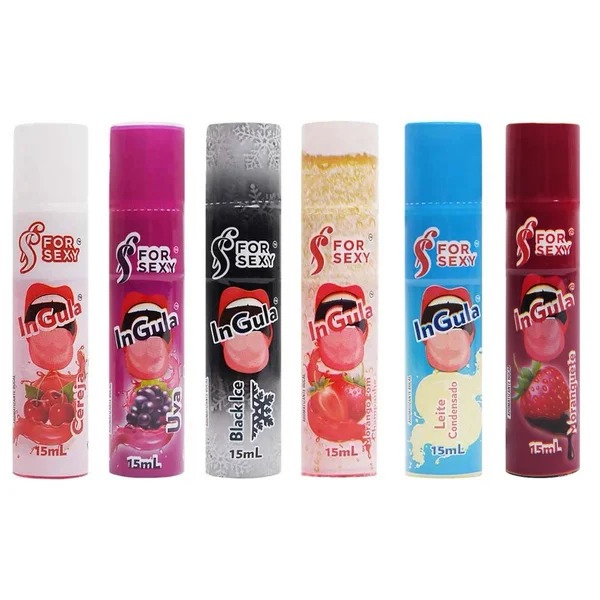 FOR
SEXY
InGula
Cereja
15mL
FOR
SEXY
InGula
Uva
15mL
FOR
SEXY
InGula
Black Ice
15mL
FOR
SEXY
InGula
Morango com
15mL
FOR
SEXY
InGula
Leite
Condensado
15mL
FOR
SEXY
InGula
Moranguete
15mL